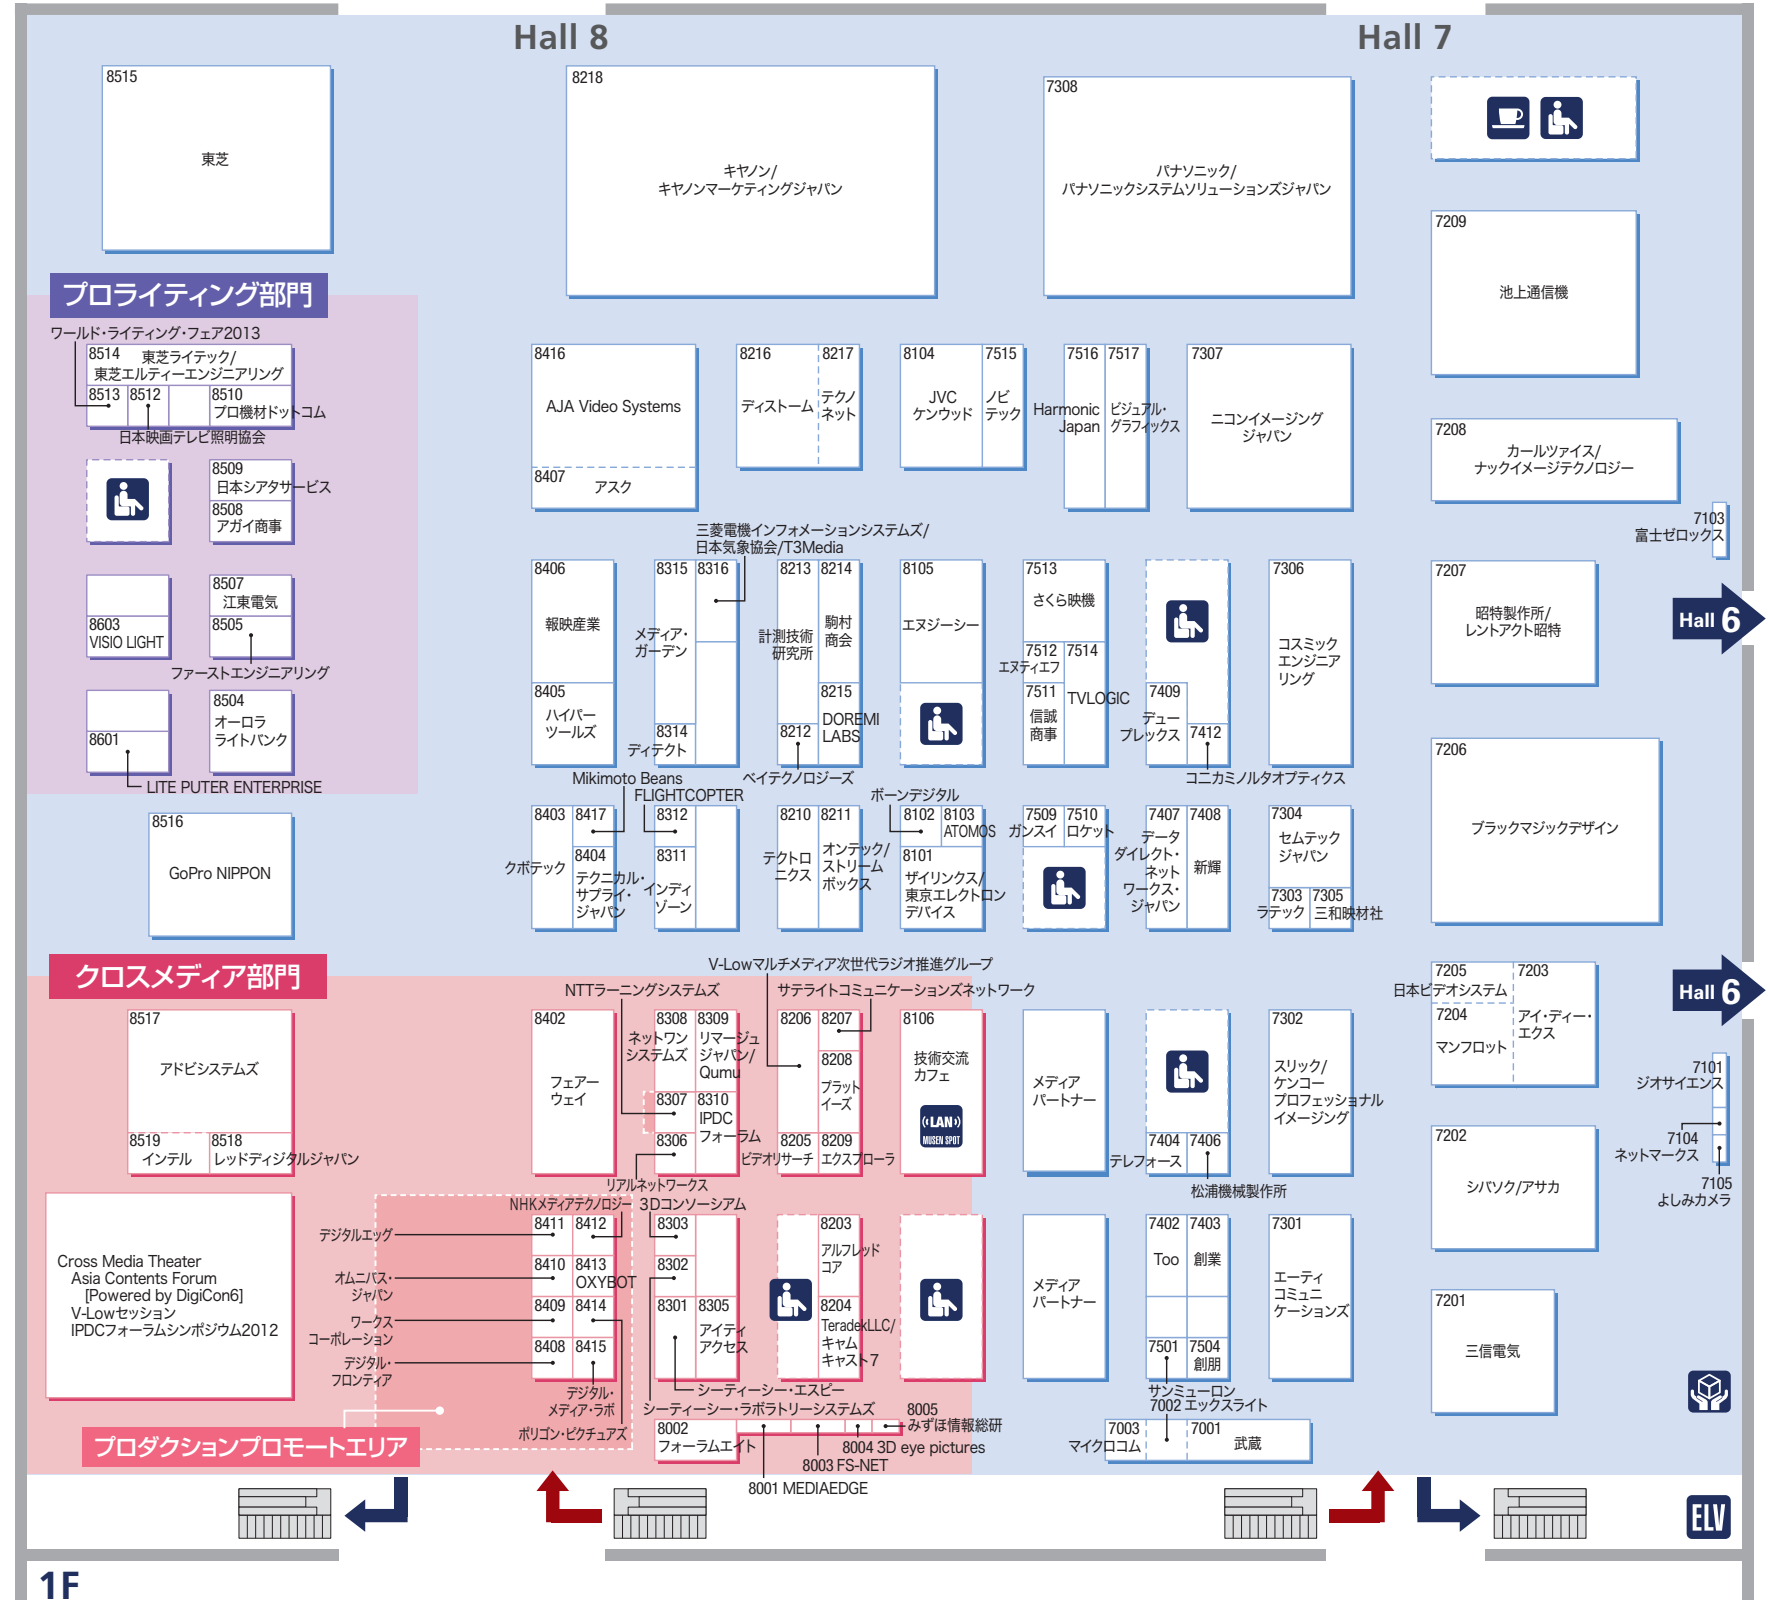 Hall 8
Hall 7
8515
東芝
8218
キヤノン/
キヤノンマーケティングジャパン
7308
パナソニック/
パナソニックシステムソリューションズジャパン
7209
池上通信機
プロライティング部門
ワールド・ライティング・フェア2013
8514
東芝ライテック/
東芝エルティーエンジニアリング
8513
8512
8510
プロ機材ドットコム
日本映画テレビ照明協会
8509
日本シアタサービス
8508
アガイ商事
8507
江東電気
8505
ファーストエンジニアリング
8603
VISIO LIGHT
8504
オーロラ
ライトバンク
8601
LITE PUTER ENTERPRISE
8516
GoPro NIPPON
8416
AJA Video Systems
8407
アスク
8216
ディストーム
8217
テクノ
ネット
8104
JVC
ケンウッド
7515
ノビ
テック
7516
Harmonic
Japan
7517
ビジュアル・
グラフィックス
7307
ニコンイメージング
ジャパン
7208
カールツァイス/
ナックイメージテクノロジー
7103
富士ゼロックス
三菱電機インフォメーションシステムズ/
日本気象協会/T3Media
8406
報映産業
8405
ハイパー
ツールズ
8315
メディア・
ガーデン
8316
8314
ディテクト
8213
計測技術
研究所
8214
駒村
商会
8215
DOREMI
LABS
8212
ベイテクノロジーズ
8105
エヌジーシー
7513
さくら映機
7512
エヌティエフ
7511
信誠
商事
7514
TVLOGIC
7409
デュー
プレックス
7412
コニカミノルタオプティクス
7306
コスミック
エンジニア
リング
7207
昭特製作所/
レントアクト昭特
Hall 6
7206
ブラックマジックデザイン
Mikimoto Beans
FLIGHTCOPTER
8403
クボテック
8417
8404
テクニカル・
サプライ・
ジャパン
8312
8311
インディ
ゾーン
8210
テクトロ
ニクス
8211
オンテック/
ストリーム
ボックス
ボーンデジタル
8102
8103
ATOMOS
8101
ザイリンクス/
東京エレクトロン
デバイス
7509
ガンスイ
7510
ロケット
7407
データ
ダイレクト・
ネット
ワークス・
ジャパン
7408
新輝
7304
セムテック
ジャパン
7303
ラテック
7305
三和映材社
クロスメディア部門
V-Lowマルチメディア次世代ラジオ推進グループ
NTTラーニングシステムズ
サテライトコミュニケーションズネットワーク
8517
アドビシステムズ
8519
インテル
8518
レッドディジタルジャパン
8402
フェアー
ウェイ
8308
ネットワン
システムズ
8309
リマージュ
ジャパン/
Qumu
8307
8310
IPDC
フォーラム
8306
リアルネットワークス
8206
8207
8208
プラット
イーズ
8205
ビデオリサーチ
8209
エクスプローラ
8106
技術交流
カフェ
((LAN))
MUSEN SPOT
メディア
パートナー
7404
テレフォース
7406
松浦機械製作所
7302
スリック/
ケンコー
プロフェッショナル
イメージング
7205
日本ビデオシステム
7204
マンフロット
7203
アイ・ディー・
エクス
Hall 6
7101
ジオサイエンス
7104
ネットマークス
7105
よしみカメラ
7202
シバソク/アサカ
7201
三信電気
Cross Media Theater
Asia Contents Forum
[Powered by DigiCon6]
V-Lowセッション
IPDCフォーラムシンポジウム2012
NHKメディアテクノロジー
3Dコンソーシアム
デジタルエッグ
8411
8412
オムニバス・
ジャパン
8410
8413
OXYBOT
ワークス
コーポレーション
8409
8414
デジタル・
フロンティア
8408
8415
デジタル・
メディア・ラボ
ポリゴン・ピクチュアズ
8303
8302
8301
8305
アイティ
アクセス
シーティーシー・エスピー
シーティーシー・ラボラトリーシステムズ
8203
アルフレッド
コア
8204
TeradekLLC/
キャム
キャスト7
メディア
パートナー
7402
Too
7403
創業
7501
サンミューロン
7504
創朋
7301
エーティ
コミュニ
ケーションズ
7002 エックスライト
7003
マイクロコム
7001
武蔵
8002
フォーラムエイト
8005
みずほ情報総研
8004 3D eye pictures
8003 FS-NET
8001 MEDIAEDGE
プロダクションプロモートエリア
ELV
1F